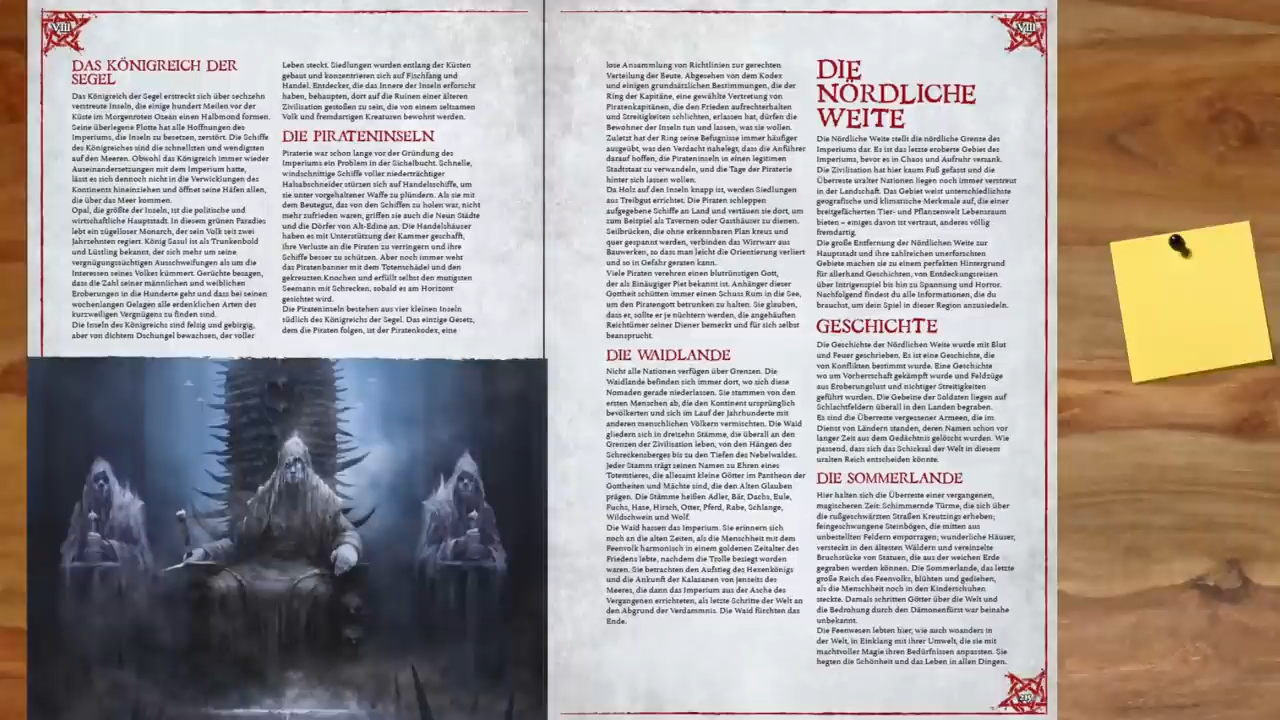 VIII
DAS KÖNIGREICH DER
SEGEL
Das Königreich der Segel erstreckt sich über sechzehn
verstreute Inseln, die einige hundert Meilen vor der
Küste im Morgenroten Ozean einen Halbmond formen.
Seine überlegene Flotte hat alle Hoffnungen des
Imperiums, die Inseln zu besetzen, zerstört. Die Schiffe
des Königreiches sind die schnellsten und wendigsten
auf den Meeren. Obwohl das Königreich immer wieder
Auseinandersetzungen mit dem Imperium hatte,
lässt es sich dennoch nicht in die Verwicklungen des
Kontinents hineinziehen und öffnet seine Häfen allen,
die über das Meer kommen.
Opal, die größte der Inseln, ist die politische und
wirtschaftliche Hauptstadt. In diesem grünen Paradies
lebt ein zügelloser Monarch, der sein Volk seit zwei
Jahrzehnten regiert. König Sasul ist als Trunkenbold
und Lüstling bekannt, der sich mehr um seine
vergnügungssüchtigen Ausschweifungen als um die
Interessen seines Volkes kümmert. Gerüchte besagen,
dass die Zahl seiner männlichen und weiblichen
Eroberungen in die Hunderte geht und dass bei seinen
wochenlangen Gelagen alle erdenklichen Arten des
kurzweiligen Vergnügens zu finden sind.
Die Inseln des Königreichs sind felsig und gebirgig,
aber von dichtem Dschungel bewachsen, der voller
Leben steckt. Siedlungen wurden entlang der Küsten
gebaut und konzentrieren sich auf Fischfang und
Handel. Entdecker, die das Innere der Inseln erforscht
haben, behaupten, dort auf die Ruinen einer älteren
Zivilisation gestoßen zu sein, die von einem seltsamen
Volk und fremdartigen Kreaturen bewohnt werden.
DIE PIRATENINSELN
Piraterie war schon lange vor der Gründung des
Imperiums ein Problem in der Sichelbucht. Schnelle,
windschnittige Schiffe voller niederträchtiger
Halsabschneider stürzen sich auf Handelsschiffe, um
sie unter vorgehaltener Waffe zu plündern. Als sie mit
dem Beutegut, das von den Schiffen zu holen war, nicht
mehr zufrieden waren, griffen sie auch die Neun Städte
und die Dörfer von Alt-Edine an. Die Handelshäuser
haben es mit Unterstützung der Kammer geschafft,
ihre Verluste an die Piraten zu verringern und ihre
Schiffe besser zu schützen. Aber noch immer weht
das Piratenbanner mit dem Totenschädel und den
gekreuzten Knochen und erfüllt selbst den mutigsten
Seemann mit Schrecken, sobald es am Horizont
gesichtet wird.
Die Pirateninseln bestehen aus vier kleinen Inseln
südlich des Königreichs der Segel. Das einzige Gesetz,
dem die Piraten folgen, ist der Piratenkodex, eine
VIII
lose Ansammlung von Richtlinien zur gerechten
Verteilung der Beute. Abgesehen von dem Kodex
und einigen grundsätzlichen Bestimmungen, die der
Ring der Kapitäne, eine gewählte Vertretung von
Piratenkapitänen, die den Frieden aufrechterhalten
und Streitigkeiten schlichten, erlassen hat, dürfen die
Bewohner der Inseln tun und lassen, was sie wollen.
Zuletzt hat der Ring seine Befugnisse immer häufiger
ausgeübt, was den Verdacht nahelegt, dass die Anführer
darauf hoffen, die Pirateninseln in einen legitimen
Stadtstaat zu verwandeln, und die Tage der Piraterie
hinter sich lassen wollen.
Da Holz auf den Inseln knapp ist, werden Siedlungen
aus Treibgut errichtet. Die Piraten schleppen
aufgegebene Schiffe an Land und vertäuen sie dort, um
zum Beispiel als Tavernen oder Gasthäuser zu dienen.
Seilbrücken, die ohne erkennbaren Plan kreuz und
quer gespannt werden, verbinden das Wirrwarr aus
Bauwerken, so dass man leicht die Orientierung verliert
und so in Gefahr geraten kann.
Viele Piraten verehren einen blutrünstigen Gott,
der als Einäugiger Piet bekannt ist. Anhänger dieser
Gottheit schütten immer einen Schuss Rum in die See,
um den Piratengott betrunken zu halten. Sie glauben,
dass er, sollte er je nüchtern werden, die angehäuften
Reichtümer seiner Diener bemerkt und für sich selbst
beansprucht.
DIE WAIDLANDE
Nicht alle Nationen verfügen über Grenzen. Die
Waidlande befinden sich immer dort, wo sich diese
Nomaden gerade niederlassen. Sie stammen von den
ersten Menschen ab, die den Kontinent ursprünglich
bevölkerten und sich im Lauf der Jahrhunderte mit
anderen menschlichen Völkern vermischten. Die Waid
gliedern sich in dreizehn Stämme, die überall an den
Grenzen der Zivilisation leben, von den Hängen des
Schreckensberges bis zu den Tiefen des Nebelwaldes.
Jeder Stamm trägt seinen Namen zu Ehren eines
Totemtieres, die allesamt kleine Götter im Pantheon der
Gottheiten und Mächte sind, die den Alten Glauben
prägen. Die Stämme heißen Adler, Bär, Dachs, Eule,
Fuchs, Hase, Hirsch, Otter, Pferd, Rabe, Schlange,
Wildschwein und Wolf.
Die Waid hassen das Imperium. Sie erinnern sich
noch an die alten Zeiten, als die Menschheit mit dem
Feenvolk harmonisch in einem goldenen Zeitalter des
Friedens lebte, nachdem die Trolle besiegt worden
waren. Sie betrachten den Aufstieg des Hexenkönigs
und die Ankunft der Kalasanen von jenseits des
Meeres, die dann das Imperium aus der Asche des
Vergangenen errichteten, als letzte Schritte der Welt an
den Abgrund der Verdammnis. Die Waid fürchten das
Ende.
DIE
NÖRDLICHE
WEITE
Die Nördliche Weite stellt die nördliche Grenze des
Imperiums dar. Es ist das letzte eroberte Gebiet des
Imperiums, bevor es in Chaos und Aufruhr versank.
Die Zivilisation hat hier kaum Fuß gefasst und die
Überreste uralter Nationen liegen noch immer verstreut
in der Landschaft. Das Gebiet weist unterschiedlichste
geografische und klimatische Merkmale auf, die einer
breitgefächerten Tier- und Pflanzenwelt Lebensraum
bieten – einiges davon ist vertraut, anderes völlig
fremdartig.
Die große Entfernung der Nördlichen Weite zur
Hauptstadt und ihre zahlreichen unerforschten
Gebiete machen sie zu einem perfekten Hintergrund
für allerhand Geschichten, von Entdeckungsreisen
über Intrigenspiel bis hin zu Spannung und Horror.
Nachfolgend findest du alle Informationen, die du
brauchst, um dein Spiel in dieser Region anzusiedeln.
GESCHICHTE
Die Geschichte der Nördlichen Weite wurde mit Blut
und Feuer geschrieben. Es ist eine Geschichte, die
von Konflikten bestimmt wurde. Eine Geschichte
wo um Vorherrschaft gekämpft wurde und Feldzüge
aus Eroberungslust und nichtiger Streitigkeiten
geführt wurden. Die Gebeine der Soldaten liegen auf
Schlachtfeldern überall in den Landen begraben.
Es sind die Überreste vergessener Armeen, die im
Dienst von Ländern standen, deren Namen schon vor
langer Zeit aus dem Gedächtnis gelöscht wurden. Wie
passend, dass sich das Schicksal der Welt in diesem
uralten Reich entscheiden könnte.
DIE SOMMERLANDE
Hier halten sich die Überreste einer vergangenen,
magischeren Zeit: Schimmernde Türme, die sich über
die rußgeschwärzten Straßen Kreuzings erheben;
feingeschwungene Steinbögen, die mitten aus
unbestellten Feldern emporragen; wunderliche Häuser,
versteckt in den ältesten Wäldern und vereinzelte
Bruchstücke von Statuen, die aus der weichen Erde
gegraben werden können. Die Sommerlande, das letzte
große Reich des Feenvolks, blühten und gediehen,
als die Menschheit noch in den Kinderschuhen
steckte. Damals schritten Götter über die Welt und
die Bedrohung durch den Dämonenfürst war beinahe
unbekannt.
Die Feenwesen lebten hier, wie auch woanders in
der Welt, in Einklang mit ihrer Umwelt, die sie mit
machtvoller Magie ihren Bedürfnissen anpassten. Sie
hegten die Schönheit und das Leben in allen Dingen.